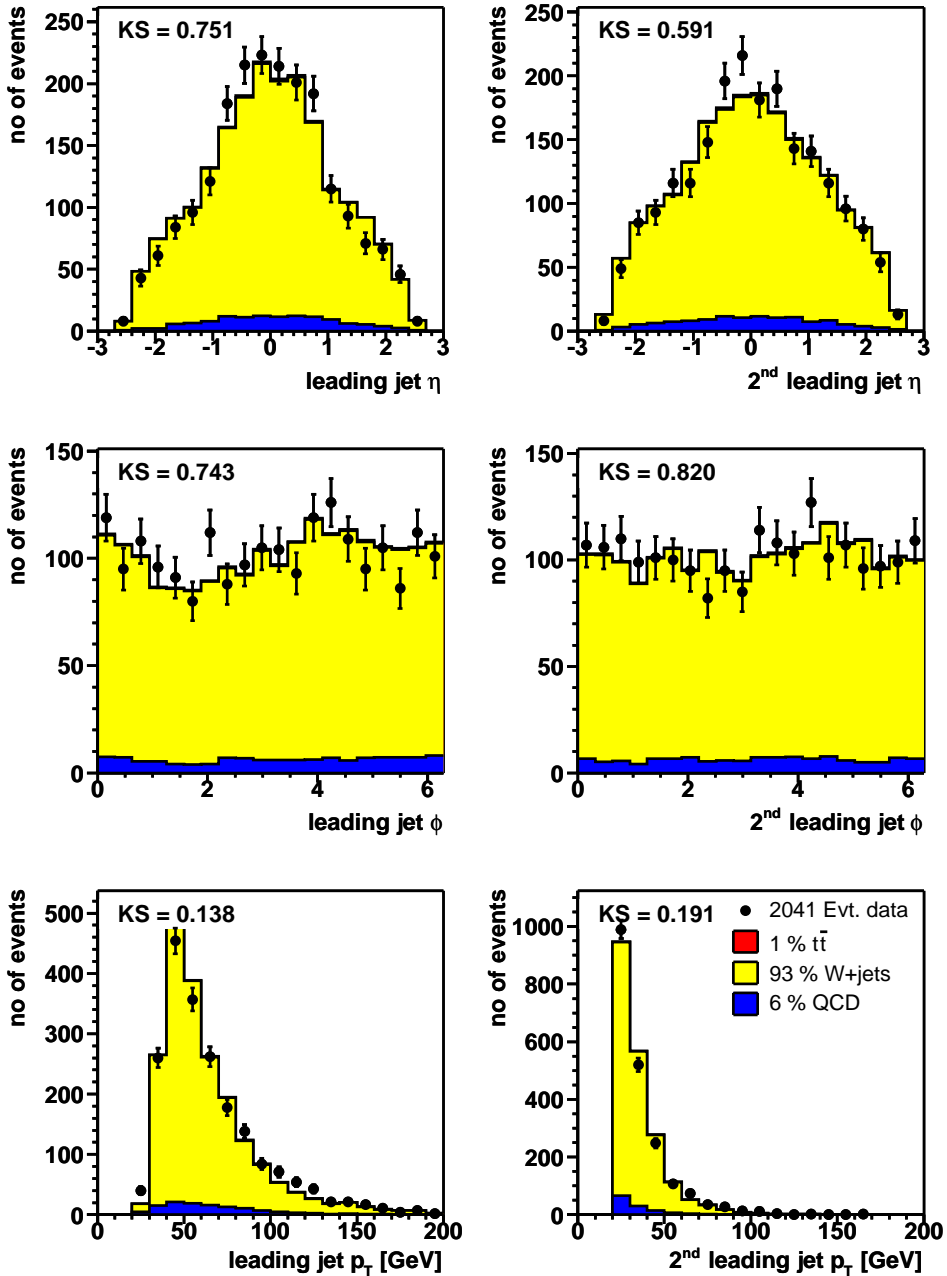 no of events
250
200
150
100
50
0
KS = 0.751
-3 -2 -1 0 1 2 3
leading jet η
no of events
250
200
150
100
50
0
KS = 0.591
-3 -2 -1 0 1 2 3
2nd leading jet η
no of events
150
100
50
0
KS = 0.743
0 2 4 6
leading jet ϕ
no of events
150
100
50
0
KS = 0.820
0 2 4 6
2nd leading jet ϕ
no of events
500
400
300
200
100
0
KS = 0.138
0 50 100 150 200
leading jet pT [GeV]
no of events
1000
800
600
400
200
0
KS = 0.191
2041 Evt. data
1 % tt̄
93 % W+jets
6 % QCD
0 50 100 150 200
2nd leading jet pT [GeV]